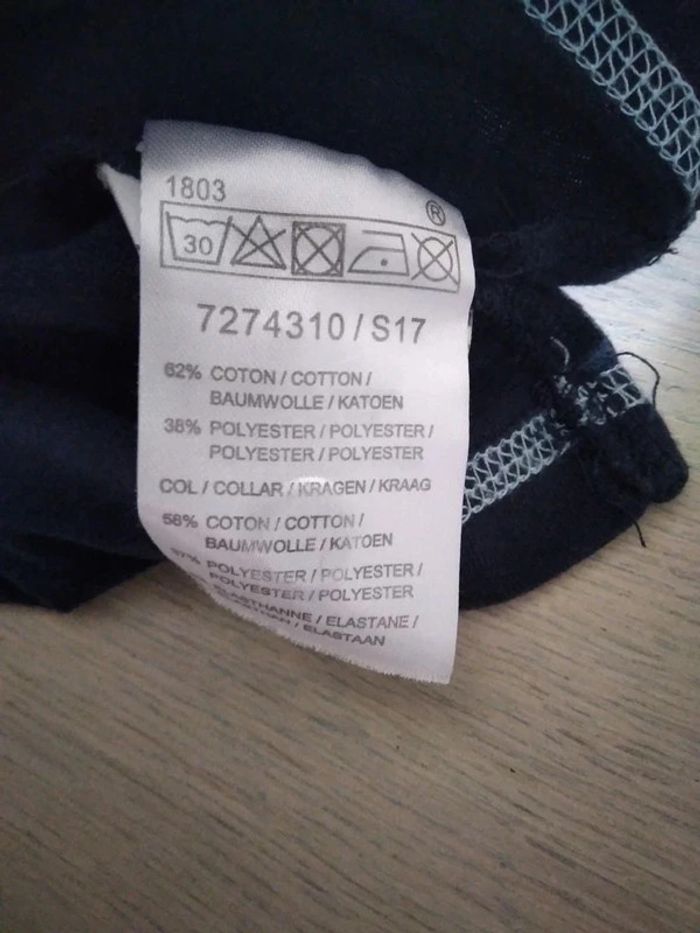 1803
®
30
7274310/S17
62% COTON / COTTON /
BAUMWOLLE / KATOEN
38% POLYESTER / POLYESTER /
POLYESTER / POLYESTER
COL / COLLAR / KRAGEN / KRAAG
58% COTON / COTTON /
BAUMWOLLE / KATOEN
37% POLYESTER / POLYESTER /
POLYESTER / POLYESTER
ELASTHANNE / ELASTANE /
/ ELASTAAN